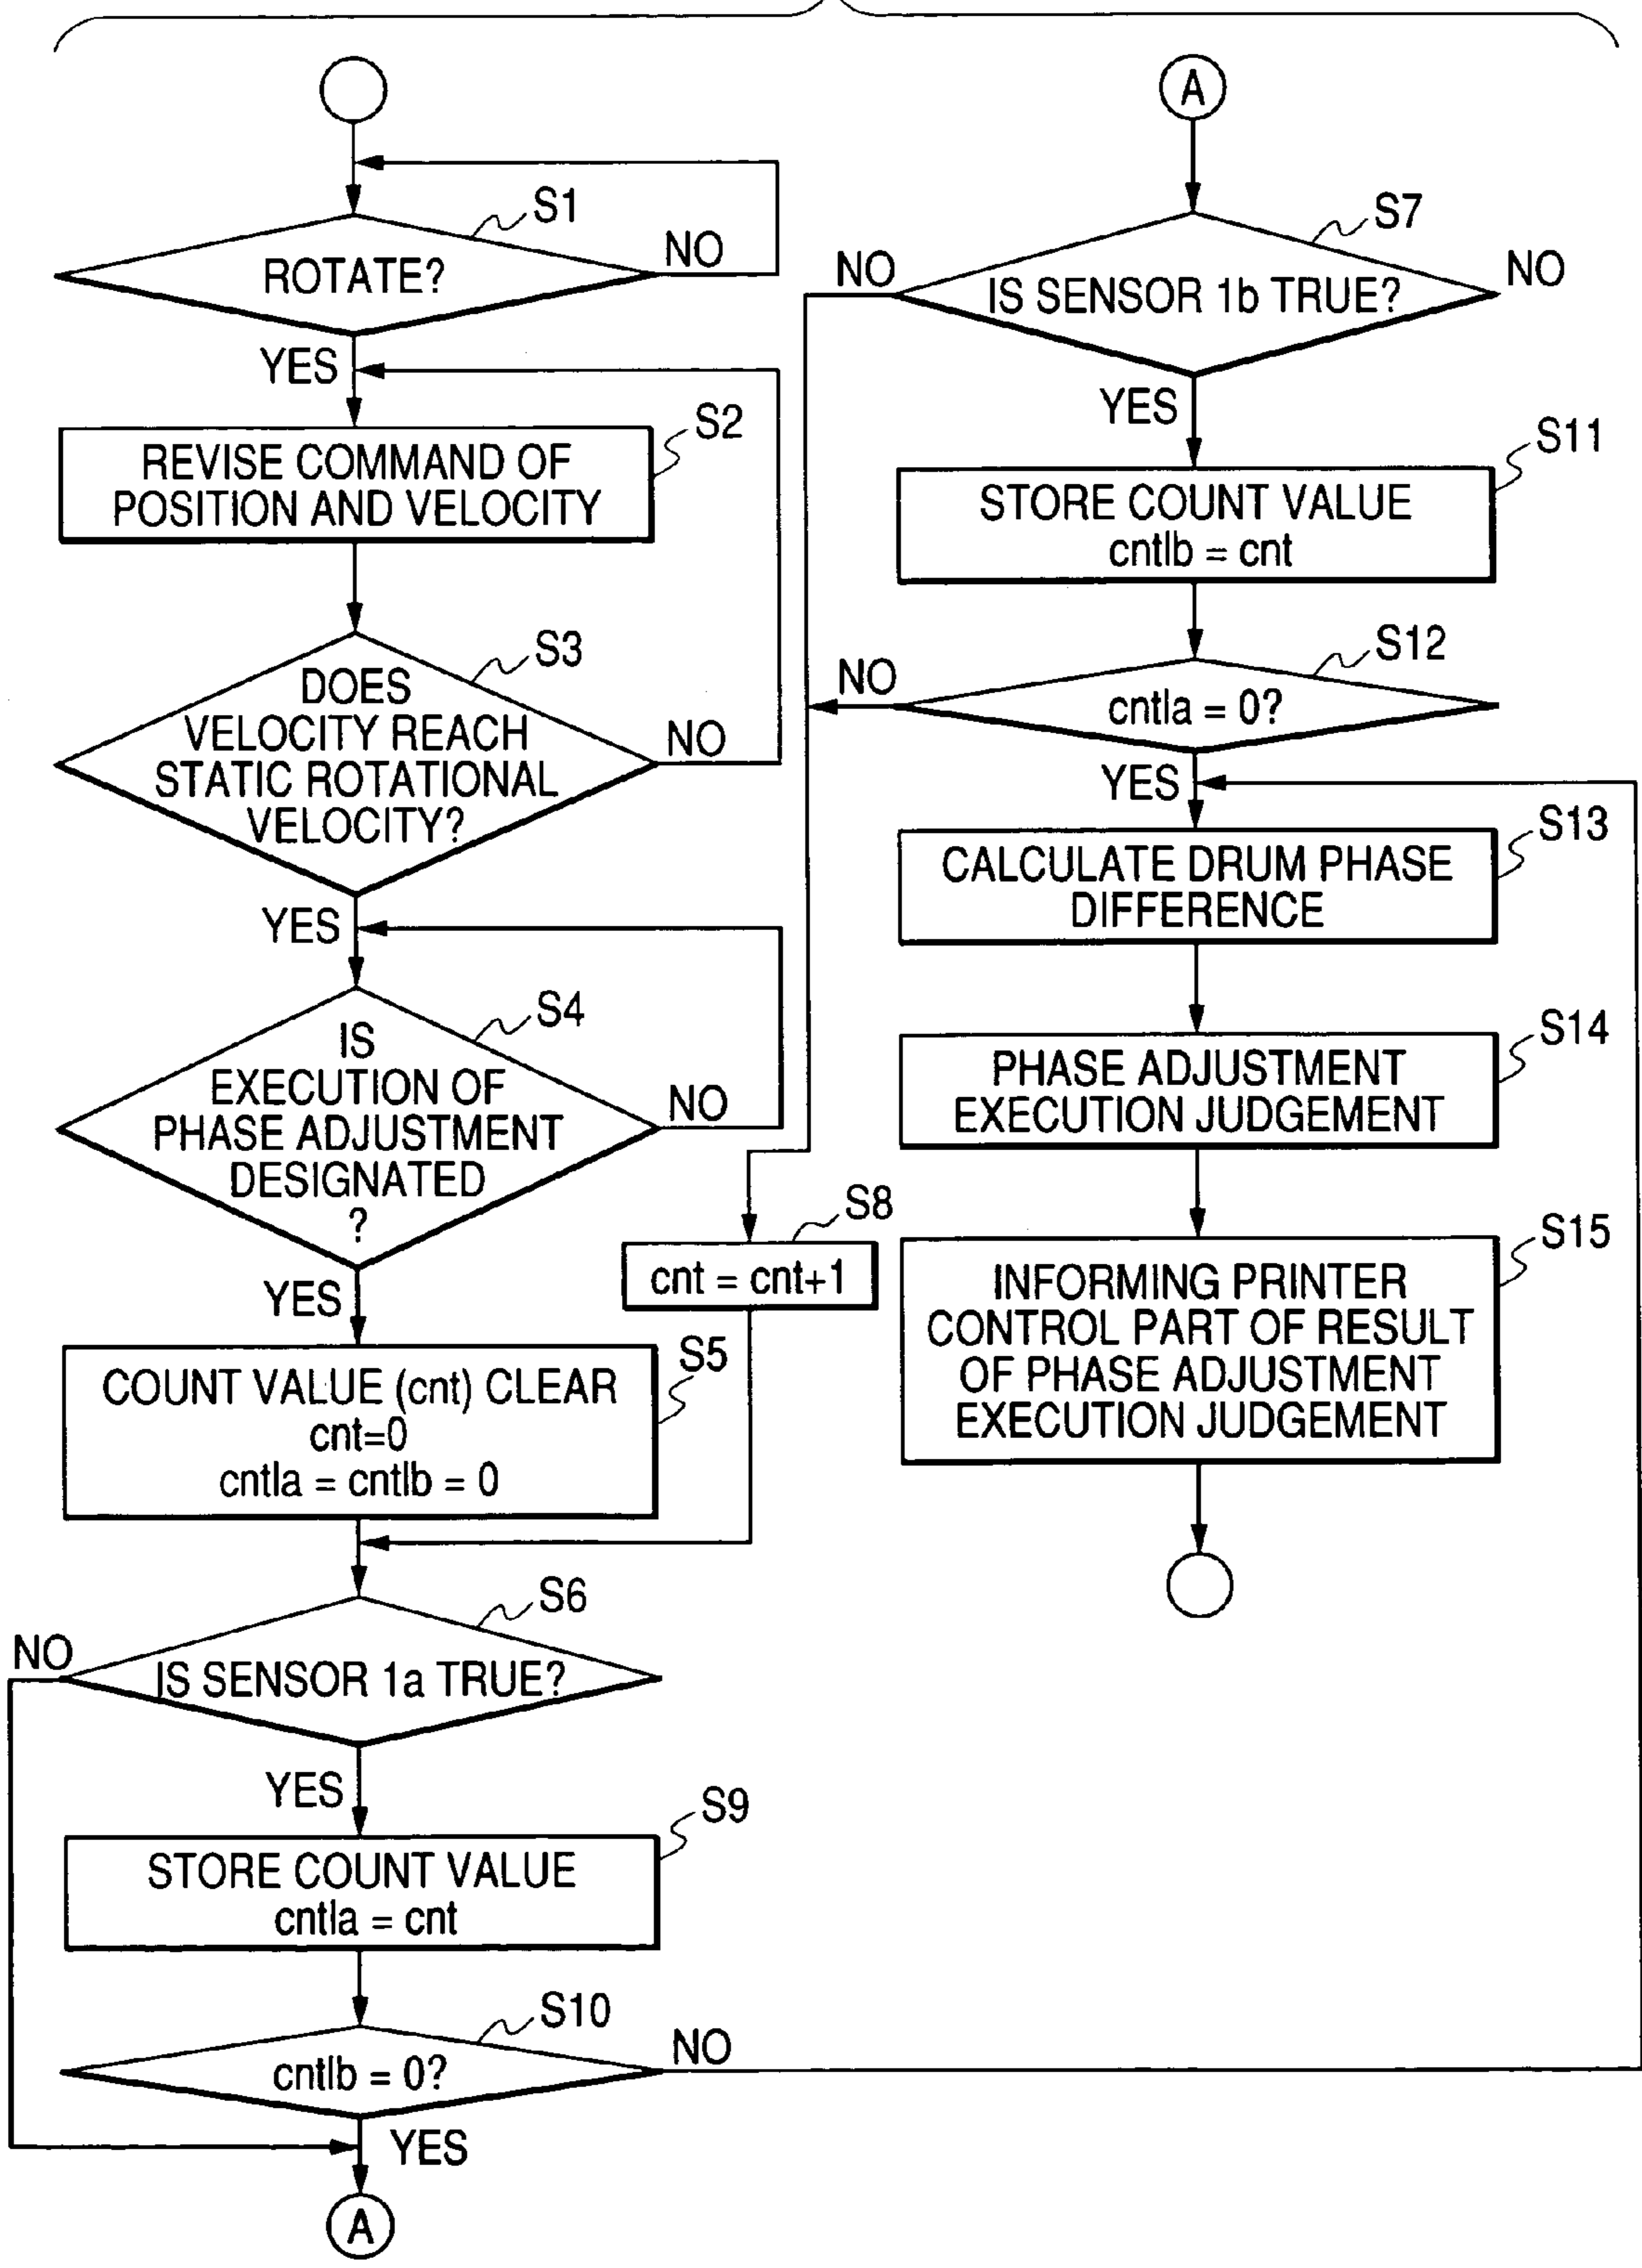 S1
ROTATE?
NO
YES
S2
REVISE COMMAND OF
POSITION AND VELOCITY
S3
DOES
VELOCITY REACH
STATIC ROTATIONAL
VELOCITY?
NO
YES
S4
IS
EXECUTION OF
PHASE ADJUSTMENT
DESIGNATED
?
NO
YES
S5
COUNT VALUE (cnt) CLEAR
cnt=0
cntla = cntlb = 0
S8
cnt = cnt+1
S6
NO
IS SENSOR 1a TRUE?
YES
S9
STORE COUNT VALUE
cntla = cnt
S10
cntlb = 0?
NO
YES
A
A
S7
NO
IS SENSOR 1b TRUE?
NO
YES
S11
STORE COUNT VALUE
cntlb = cnt
S12
NO
cntla = 0?
YES
S13
CALCULATE DRUM PHASE
DIFFERENCE
S14
PHASE ADJUSTMENT
EXECUTION JUDGEMENT
S15
INFORMING PRINTER
CONTROL PART OF RESULT
OF PHASE ADJUSTMENT
EXECUTION JUDGEMENT